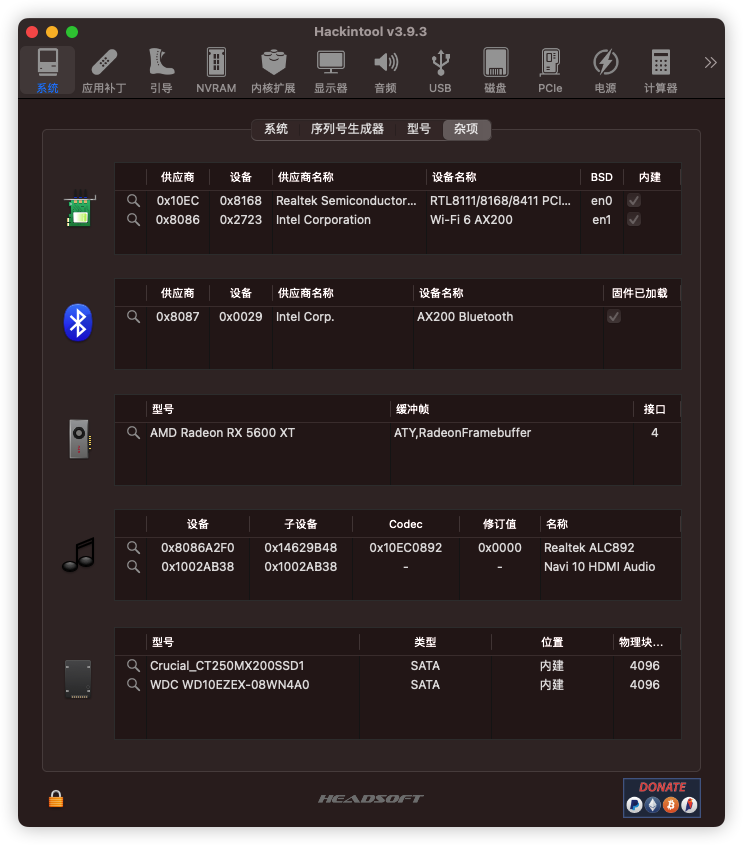 Hackintool v3.9.3
系统 应用补丁 引导 NVRAM 内核扩展 显示器 音频 USB 磁盘 PCIe 电源 计算器
系统 序列号生成器 型号 杂项
供应商 设备 供应商名称 设备名称 BSD 内建
0x10EC 0x8168 Realtek Semiconductor... RTL8111/8168/8411 PCI... en0
0x8086 0x2723 Intel Corporation Wi-Fi 6 AX200 en1
供应商 设备 供应商名称 设备名称 固件已加载
0x8087 0x0029 Intel Corp. AX200 Bluetooth
型号 缓冲帧 接口
AMD Radeon RX 5600 XT ATY,RadeonFramebuffer 4
设备 子设备 Codec 修订值 名称
0x8086A2F0 0x14629B48 0x10EC0892 0x0000 Realtek ALC892
0x1002AB38 0x1002AB38 - - Navi 10 HDMI Audio
型号 类型 位置 物理块...
Crucial_CT250MX200SSD1 SATA 内建 4096
WDC WD10EZEX-08WN4A0 SATA 内建 4096
HEADSOFT
DONATE